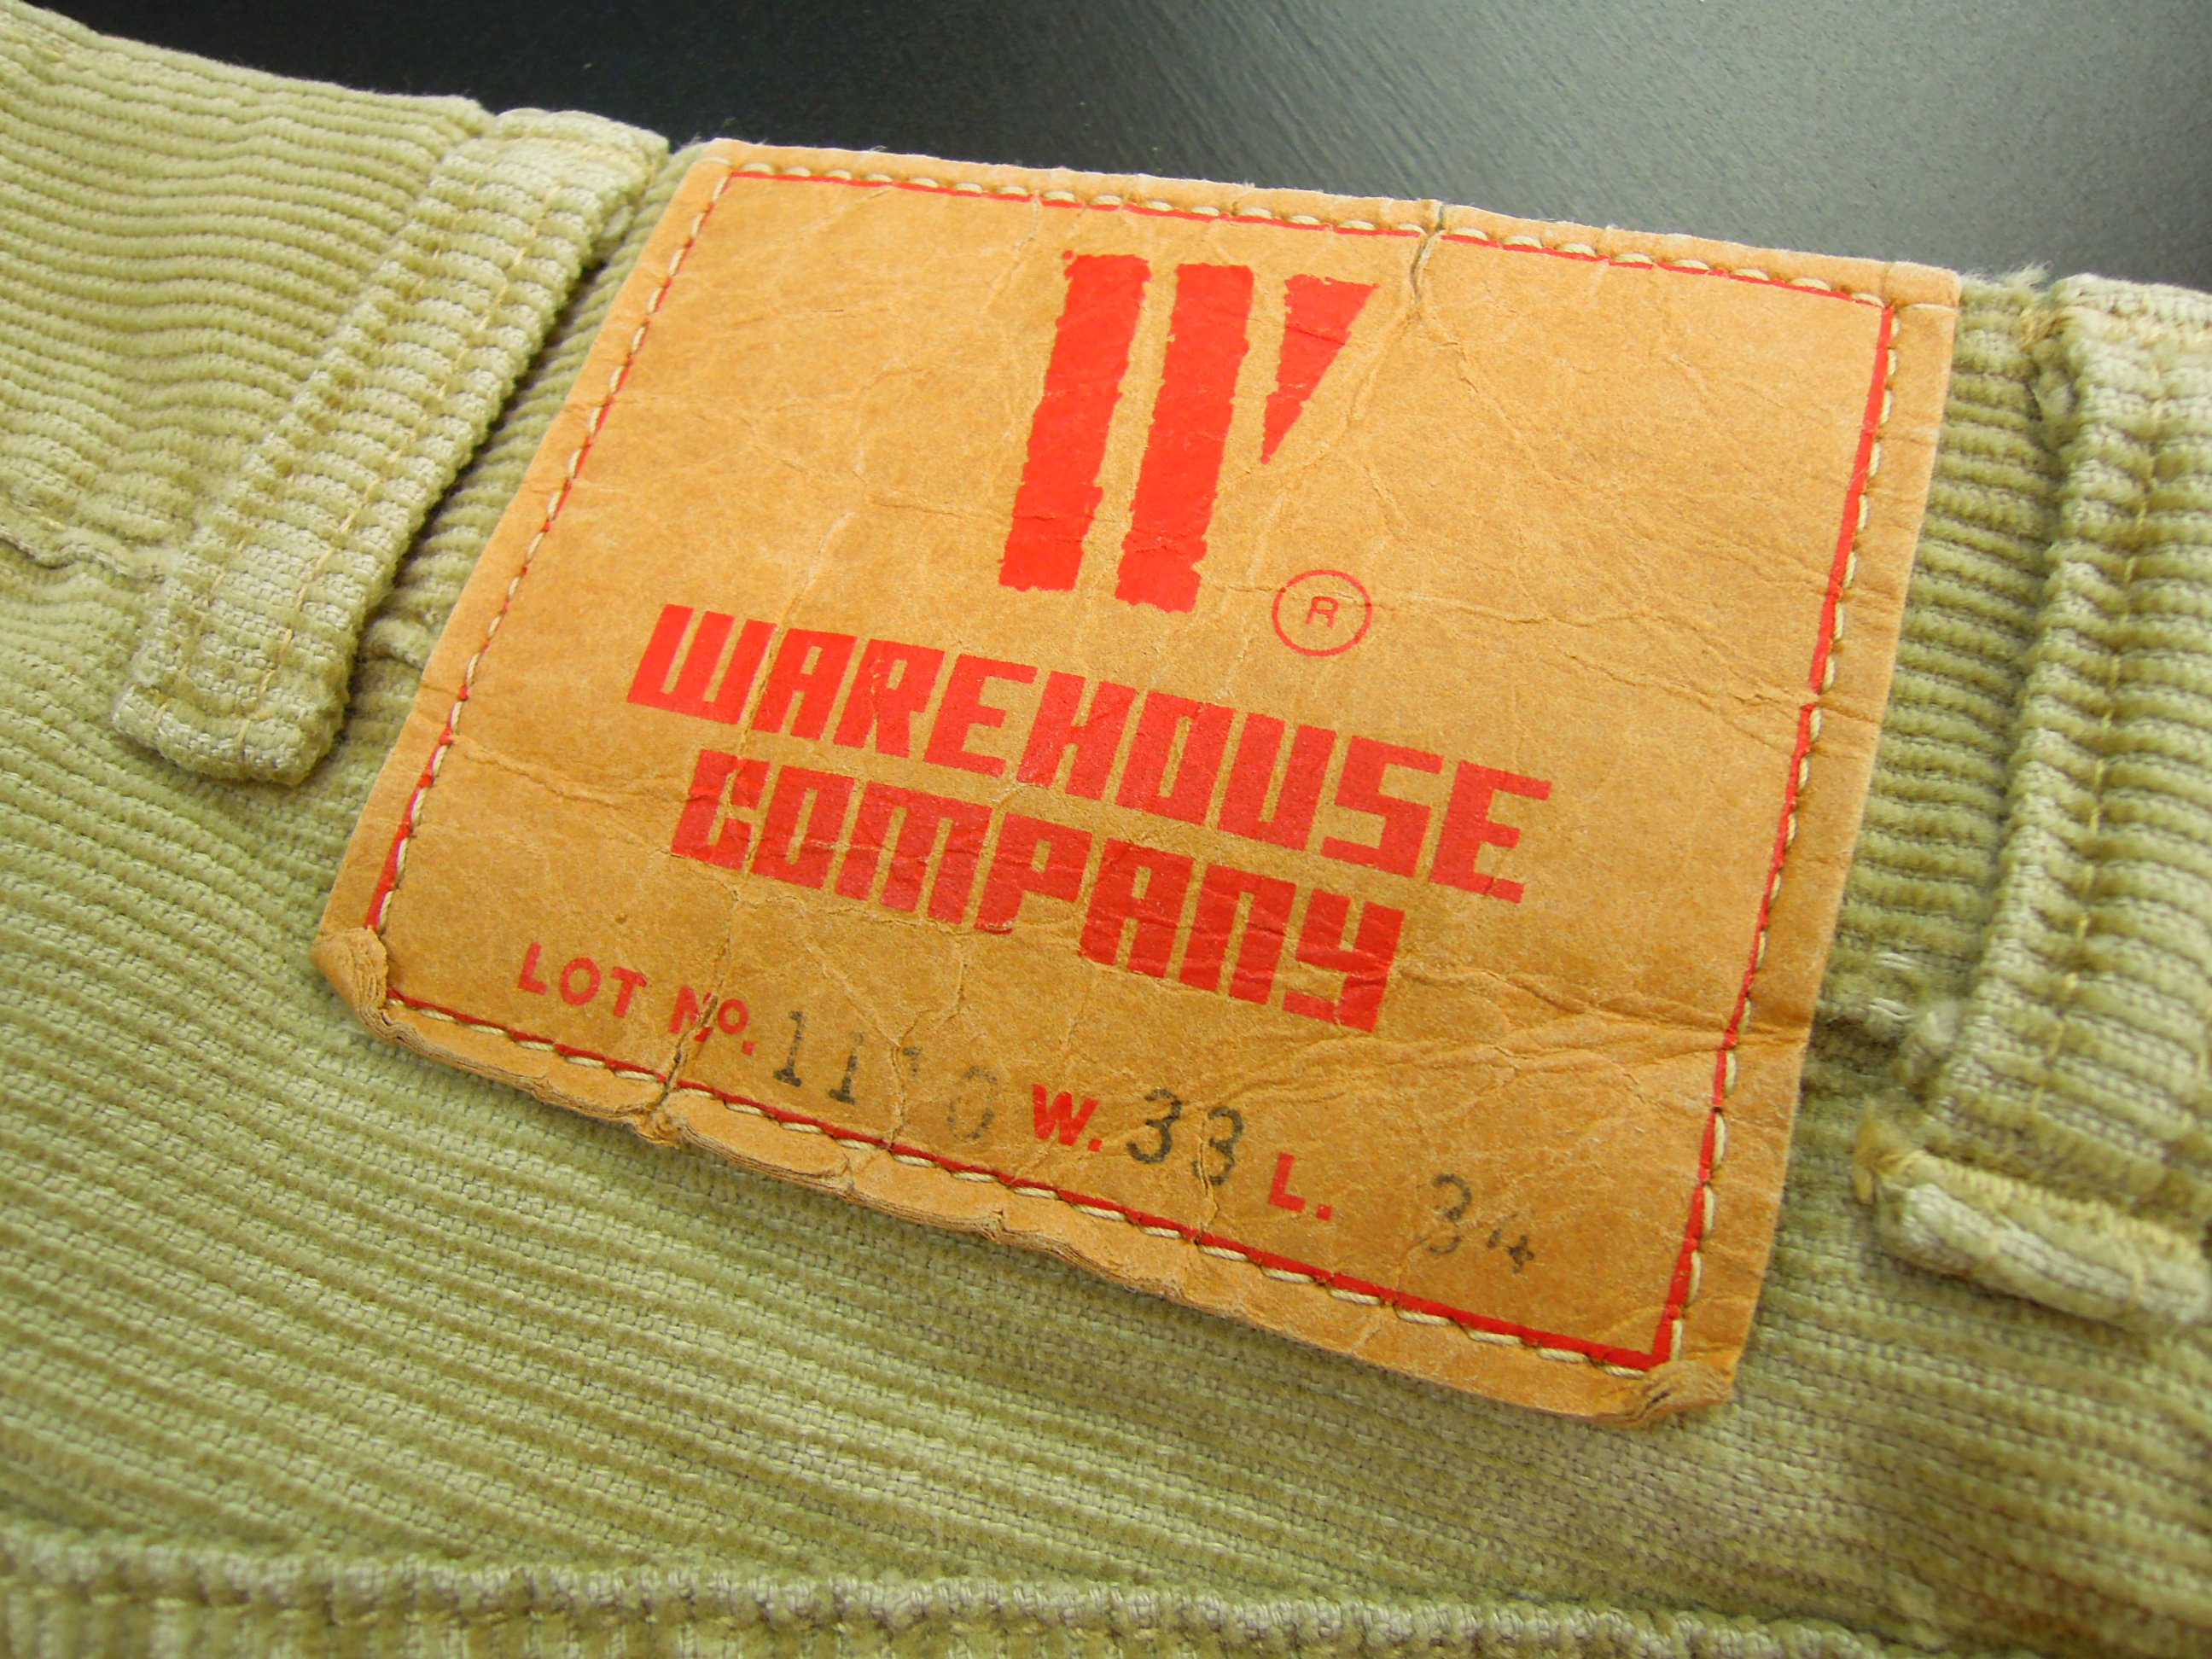 W
®
WAREHOUSE
COMPANY
LOT No. W. 33 L. 34